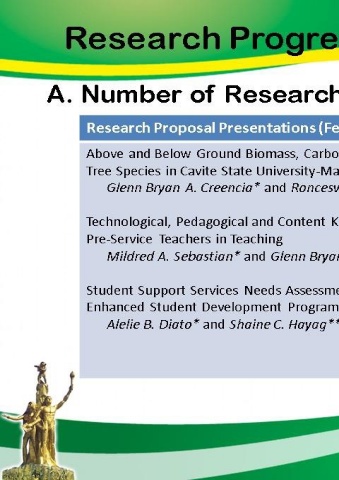 Research Progre
A. Number of Research
Research Proposal Presentations (Fe
Above and Below Ground Biomass, Carbo
Tree Species in Cavite State University-Ma
Glenn Bryan A. Creencia* and Roncesv
Technological, Pedagogical and Content K
Pre-Service Teachers in Teaching
Mildred A. Sebastian* and Glenn Bryan
Student Support Services Needs Assessme
Enhanced Student Development Program
Alelie B. Diato* and Shaine C. Hayag**